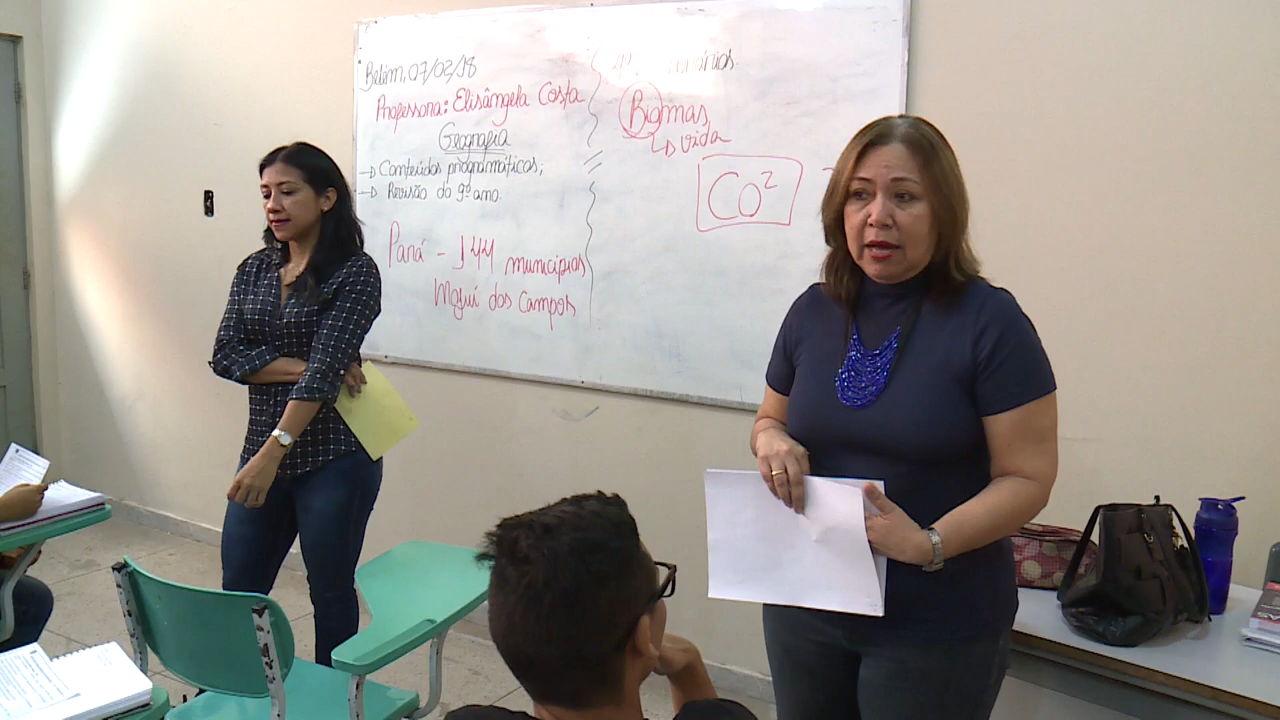 Belém, 07/02/18
Professora: Elisângela Costa
Geografia
→ Conteúdos programáticos,
→ Revisão do 9º ano.
Pará - 144 municípios
Mojuí dos Campos
Biomas
↳ vida
Co²